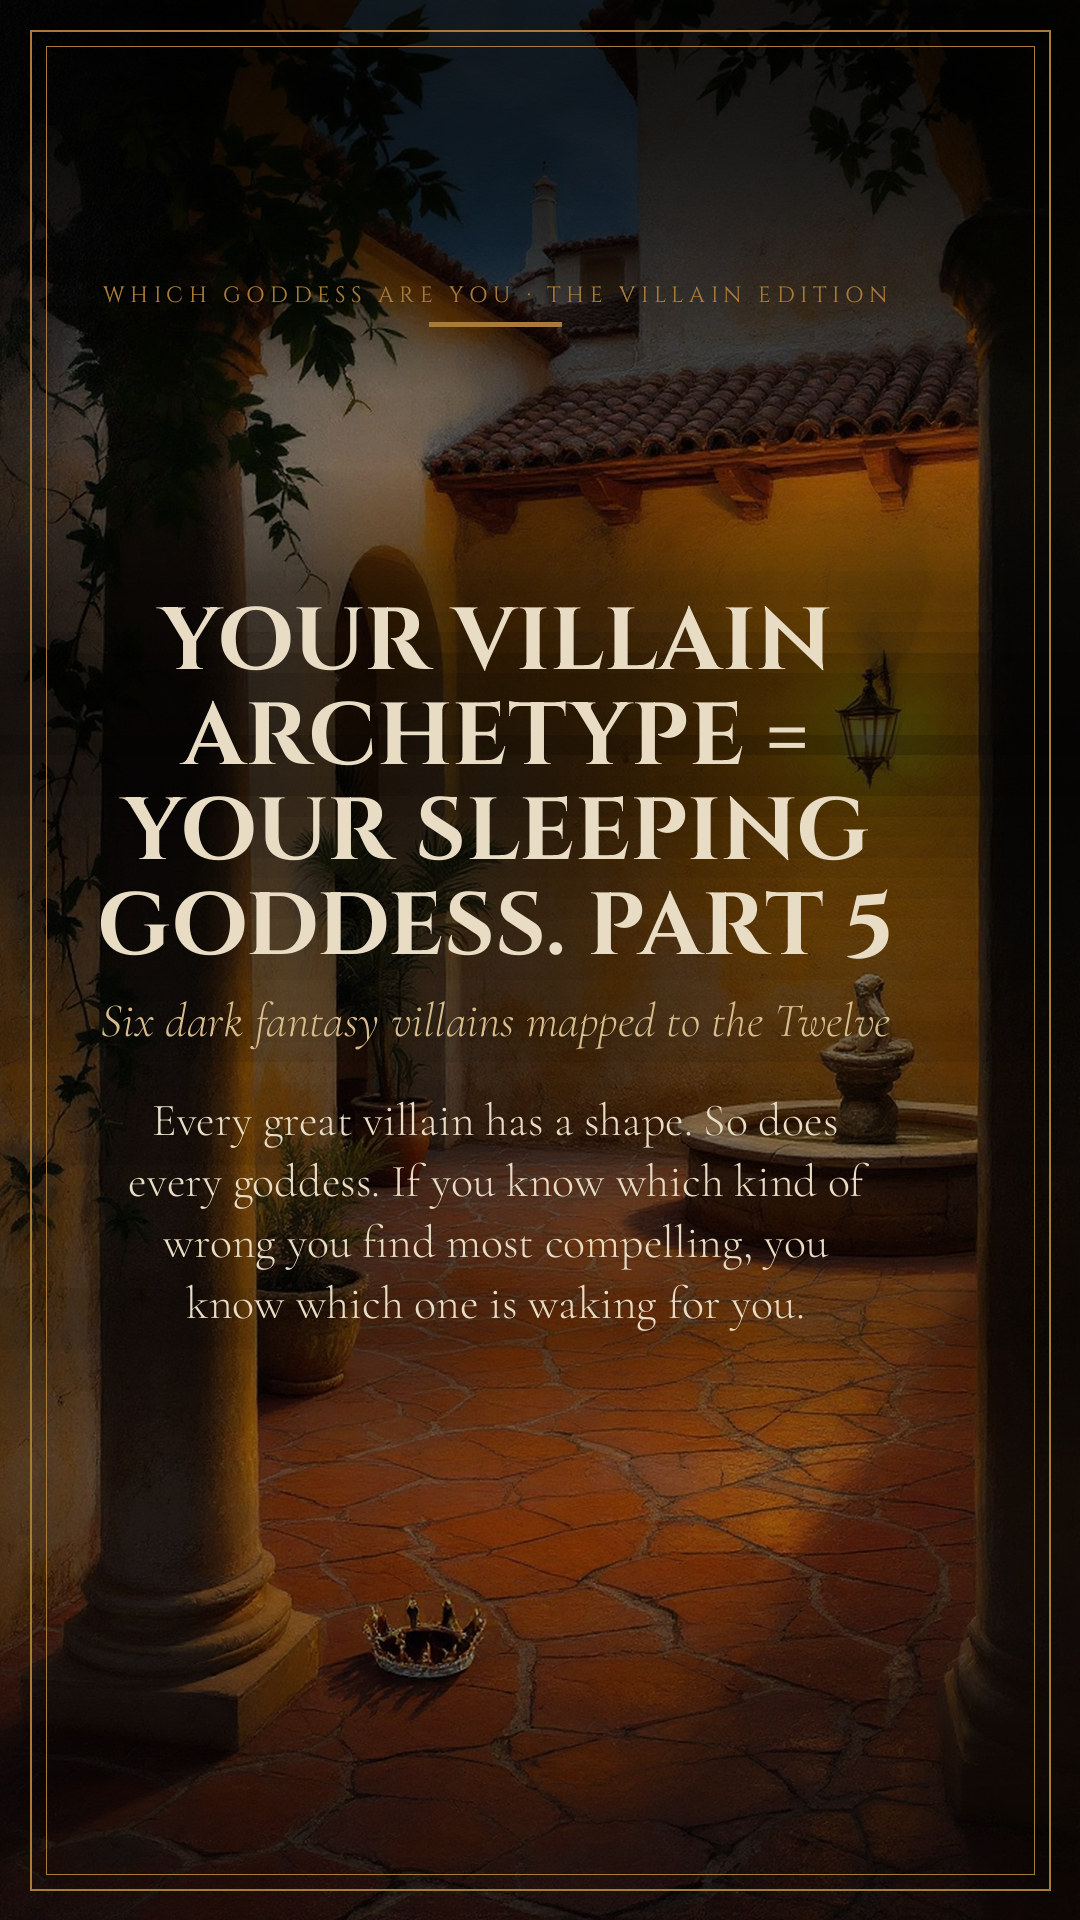 WHICH GODDESS ARE YOU · THE VILLAIN EDITION
YOUR VILLAIN
ARCHETYPE =
YOUR SLEEPING
GODDESS. PART 5
Six dark fantasy villains mapped to the Twelve
Every great villain has a shape. So does
every goddess. If you know which kind of
wrong you find most compelling, you
know which one is waking for you.